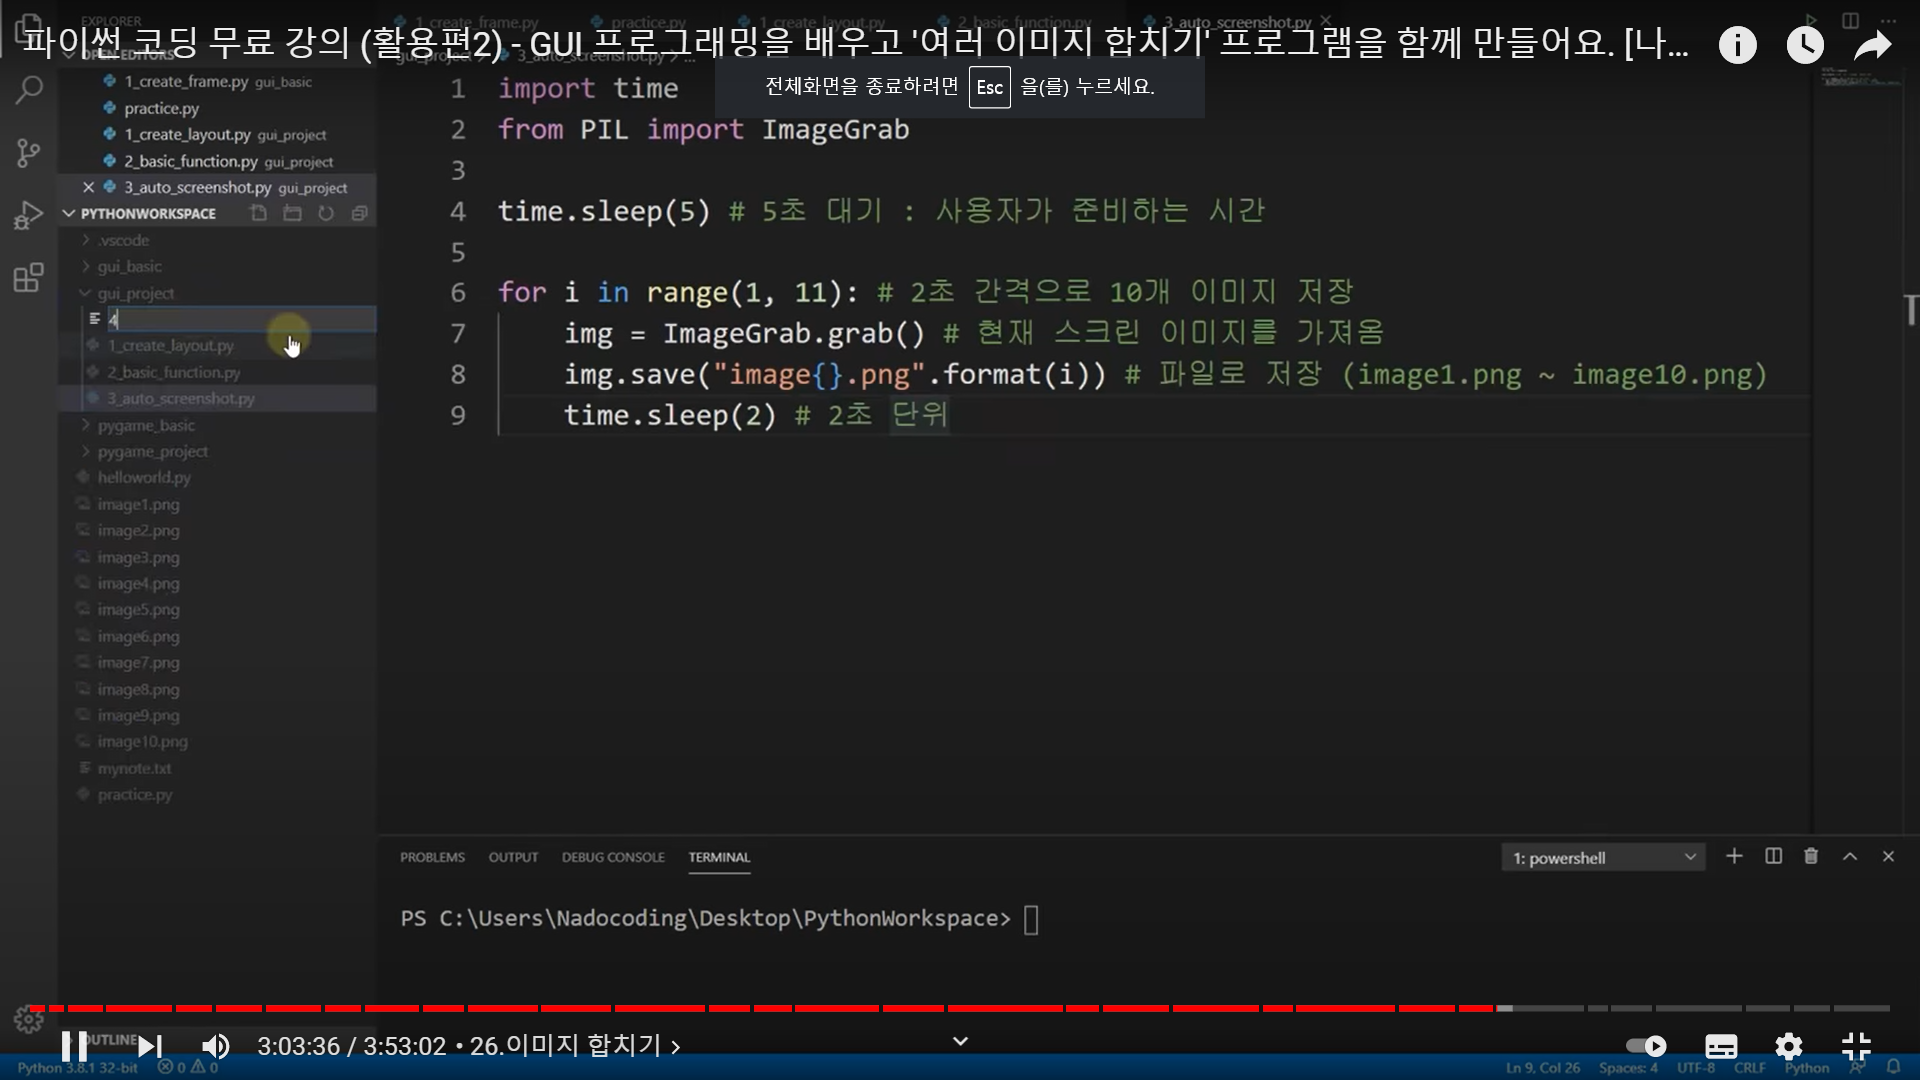 EXPLORER
1_create_frame.py
practice.py
1_create_layout.py
2_basic_function.py
3_auto_screenshot.py
파이썬 코딩 무료 강의 (활용편2) - GUI 프로그래밍을 배우고 '여러 이미지 합치기' 프로그램을 함께 만들어요. [나...
OPEN EDITORS
gui_project > 3_auto_screenshot.py > ...
전체화면을 종료하려면 Esc 을(를) 누르세요.
1_create_frame.py gui_basic
practice.py
1_create_layout.py gui_project
2_basic_function.py gui_project
3_auto_screenshot.py gui_project
PYTHONWORKSPACE
.vscode
gui_basic
gui_project
4
1_create_layout.py
2_basic_function.py
3_auto_screenshot.py
pygame_basic
pygame_project
helloworld.py
image1.png
image2.png
image3.png
image4.png
image5.png
image6.png
image7.png
image8.png
image9.png
image10.png
mynote.txt
practice.py
OUTLINE
1 import time
2 from PIL import ImageGrab
3
4 time.sleep(5) # 5초 대기 : 사용자가 준비하는 시간
5
6 for i in range(1, 11): # 2초 간격으로 10개 이미지 저장
7 img = ImageGrab.grab() # 현재 스크린 이미지를 가져옴
8 img.save("image{}.png".format(i)) # 파일로 저장 (image1.png ~ image10.png)
9 time.sleep(2) # 2초 단위
PROBLEMS OUTPUT DEBUG CONSOLE TERMINAL
1: powershell
PS C:\Users\Nadocoding\Desktop\PythonWorkspace>
3:03:36 / 3:53:02 • 26.이미지 합치기 >
Python 3.8.1 32-bit 0 0
Ln 9, Col 26 Spaces: 4 UTF-8 CRLF Python